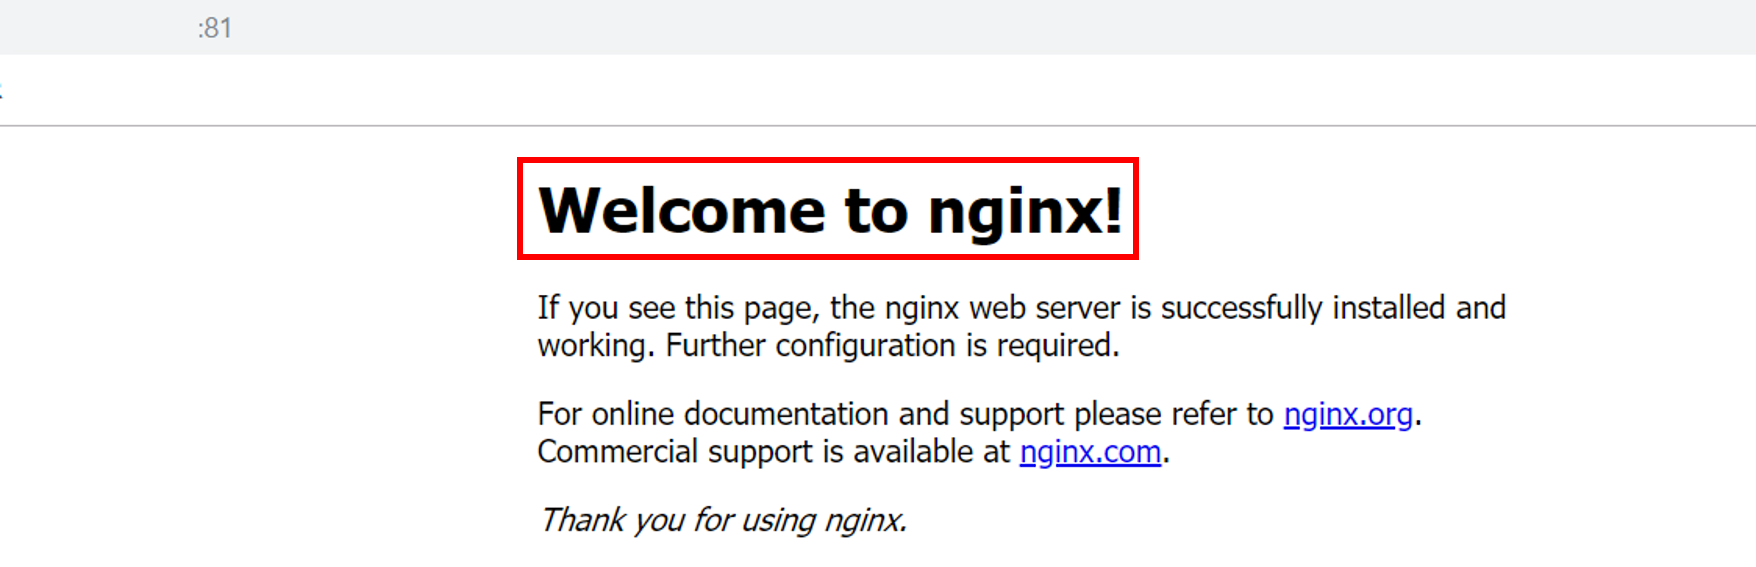 :81
Welcome to nginx!
If you see this page, the nginx web server is successfully installed and
working. Further configuration is required.
For online documentation and support please refer to nginx.org.
Commercial support is available at nginx.com.
Thank you for using nginx.